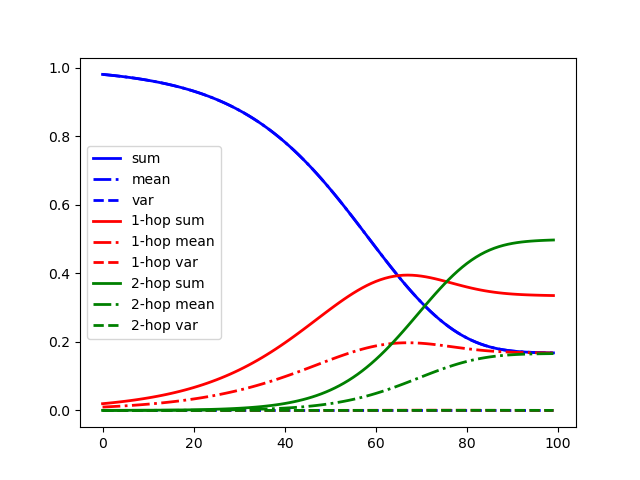 1.0
0.8
0.6
0.4
0.2
0.0
sum
mean
var
1-hop sum
1-hop mean
1-hop var
2-hop sum
2-hop mean
2-hop var
0
20
40
60
80
100